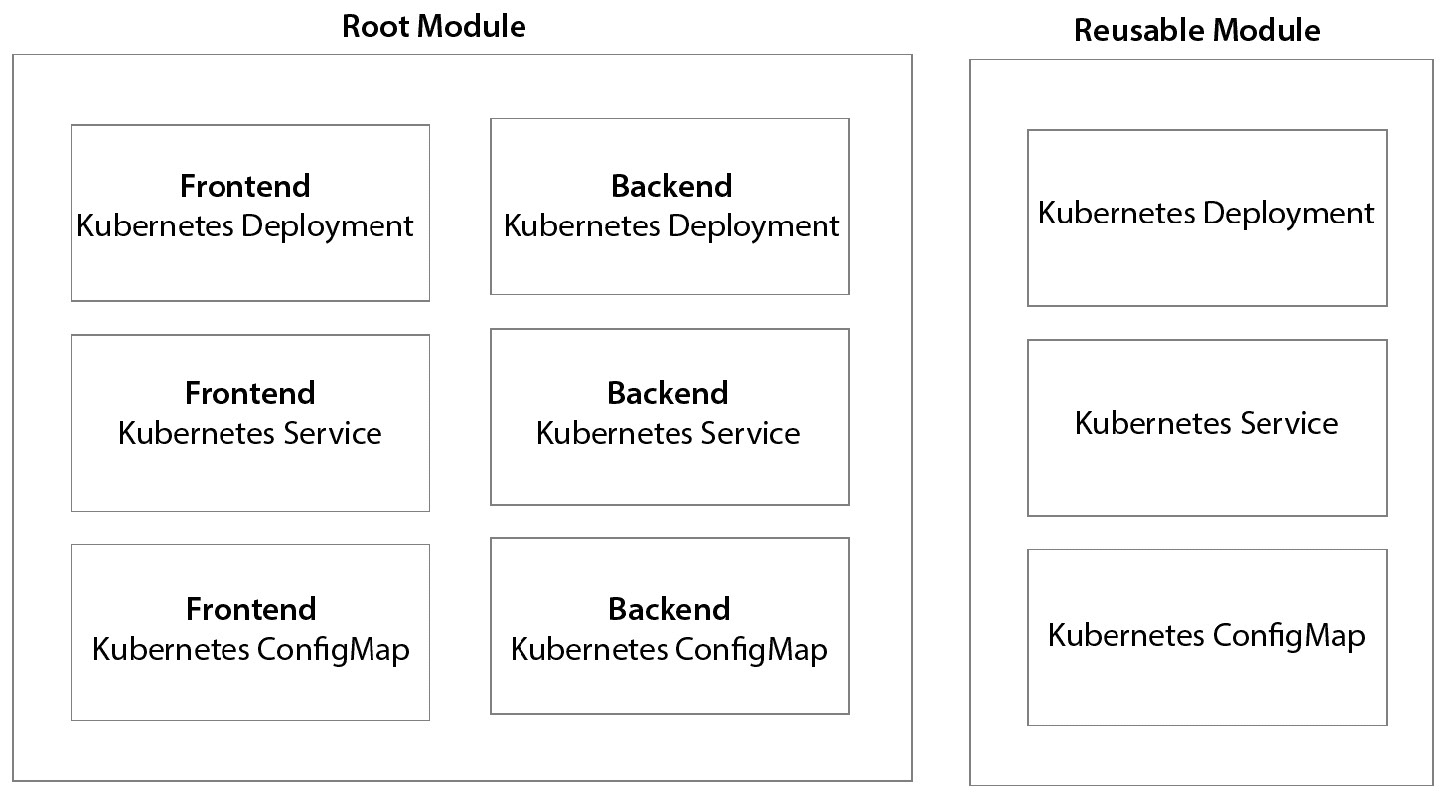 Root Module
Frontend
Kubernetes Deployment
Backend
Kubernetes Deployment
Frontend
Kubernetes Service
Backend
Kubernetes Service
Frontend
Kubernetes ConfigMap
Backend
Kubernetes ConfigMap
Reusable Module
Kubernetes Deployment
Kubernetes Service
Kubernetes ConfigMap